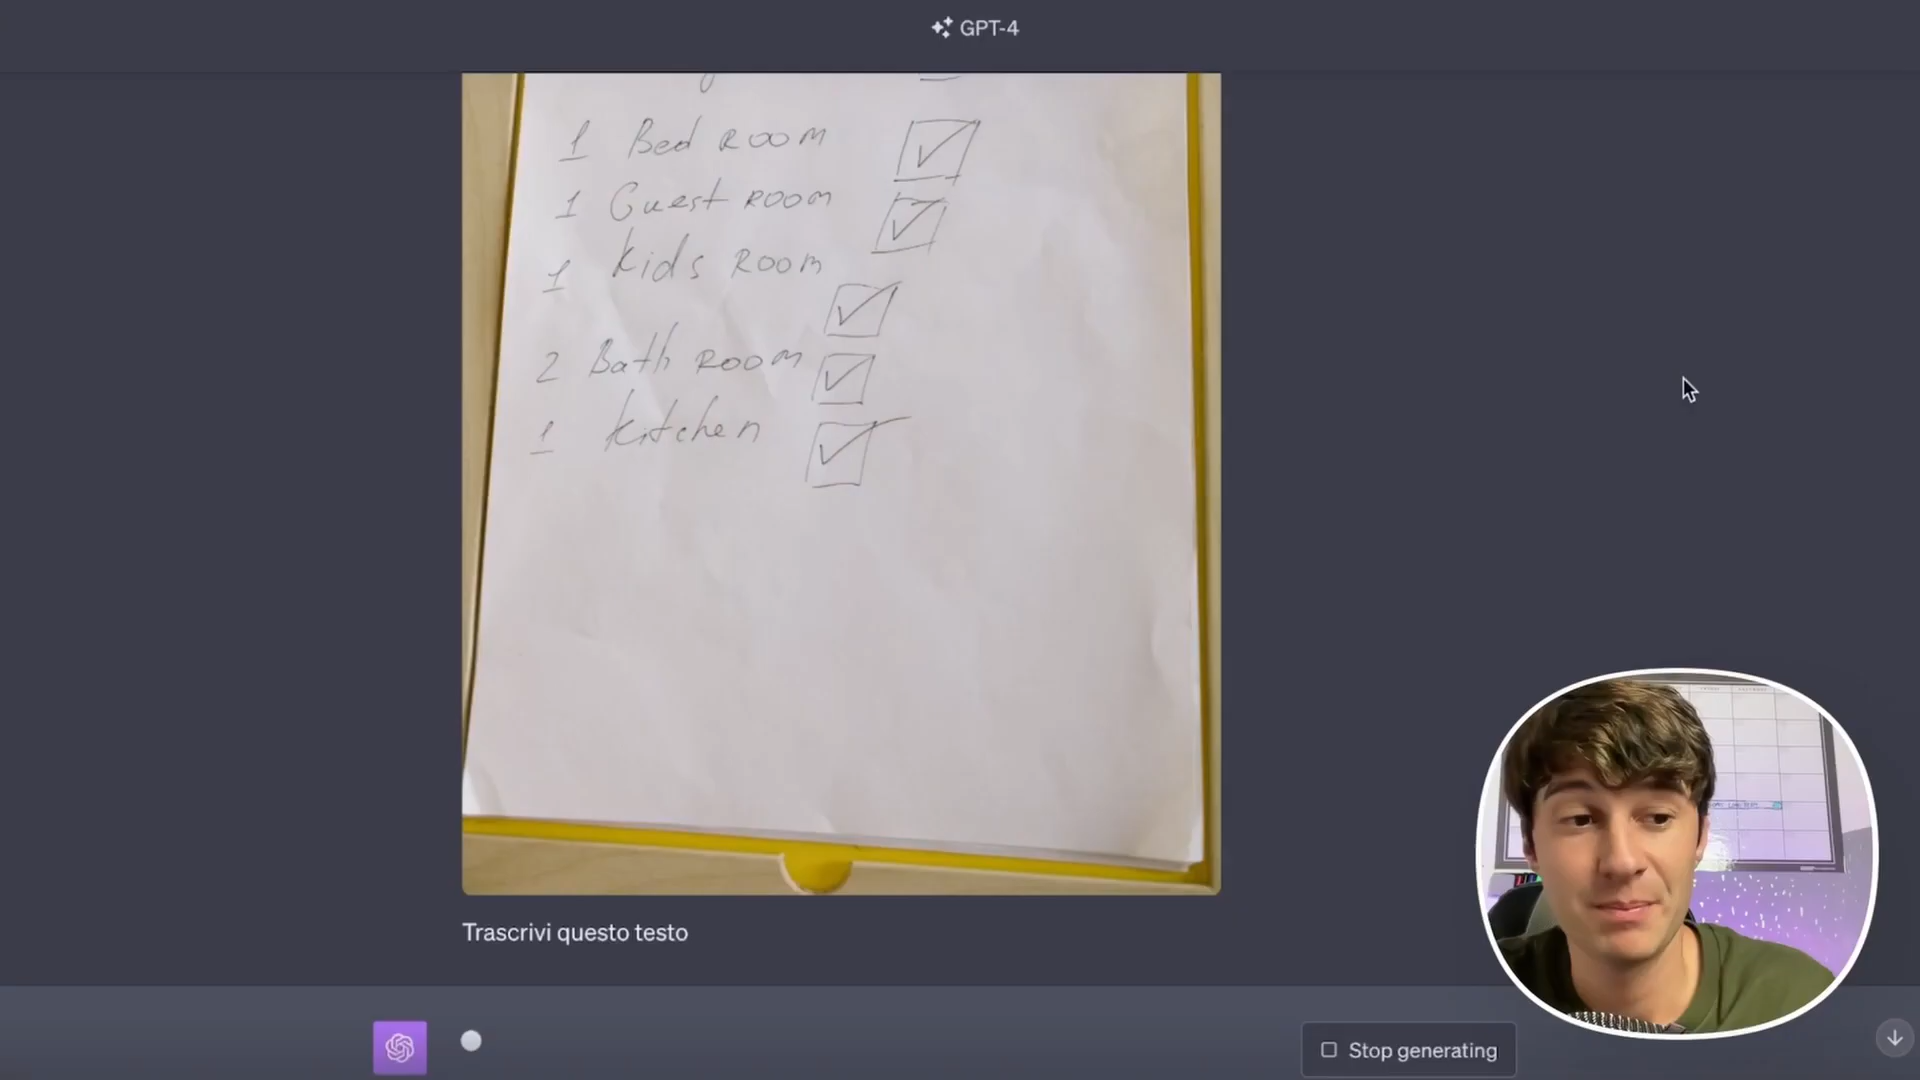 GPT-4
1 Bed Room ☑
1 Guest Room ☑
1 Kids Room ☑
2 Bath Room ☑
1 Kitchen ☑
Trascrivi questo testo
Stop generating